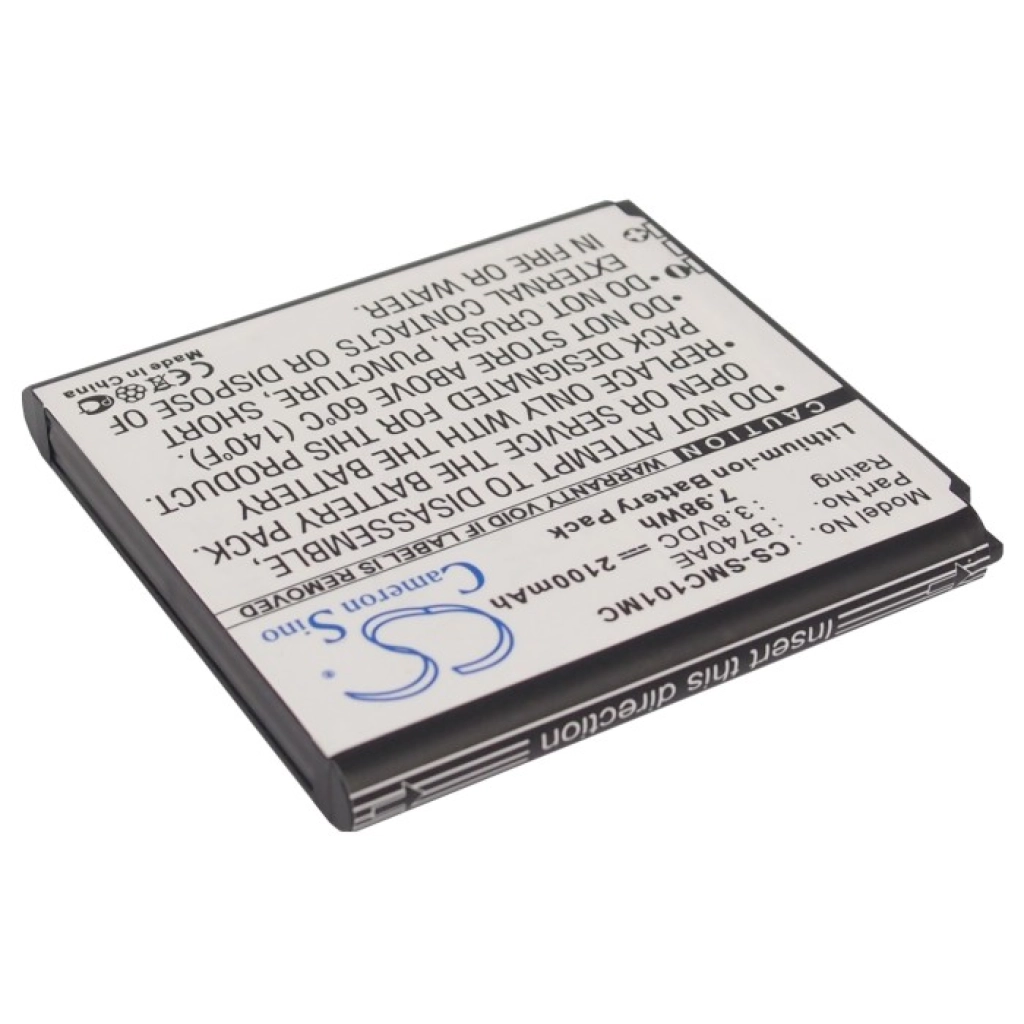 Cameron
Sino
®
Model No. : CS-SMC101MC
Part No. : B740AE
Rating : 3.8VDC ⎓ 2100mAh
7.98Wh
Lithium-ion Battery Pack
CAUTION WARRANTY VOID IF LABEL IS REMOVED
•DO NOT ATTEMPT TO DISASSEMBLE,
OPEN OR SERVICE THE BATTERY PACK.
•REPLACE ONLY WITH THE BATTERY
PACK DESIGNATED FOR THIS PRODUCT.
•DO NOT STORE ABOVE 60°C (140°F).
•DO NOT CRUSH, PUNCTURE, SHORT
EXTERNAL CONTACTS OR DISPOSE OF
IN FIRE OR WATER.
CE
Made in China
Insert this direction